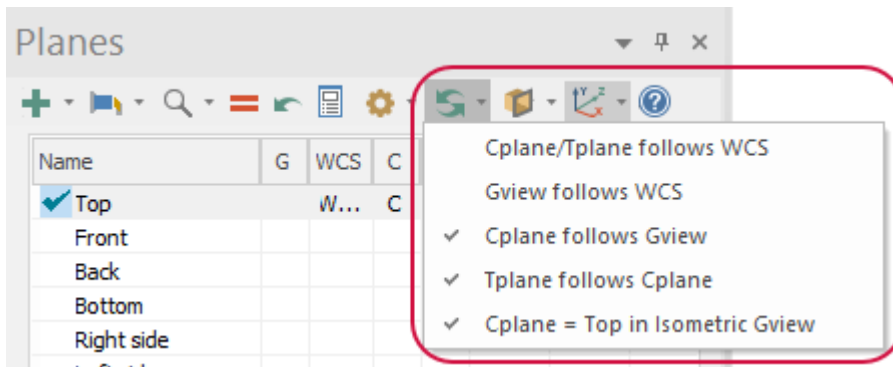 Planes
Name G WCS C
Top W... C
Front
Back
Bottom
Right side
Cplane/Tplane follows WCS
Gview follows WCS
Cplane follows Gview
Tplane follows Cplane
Cplane = Top in Isometric Gview